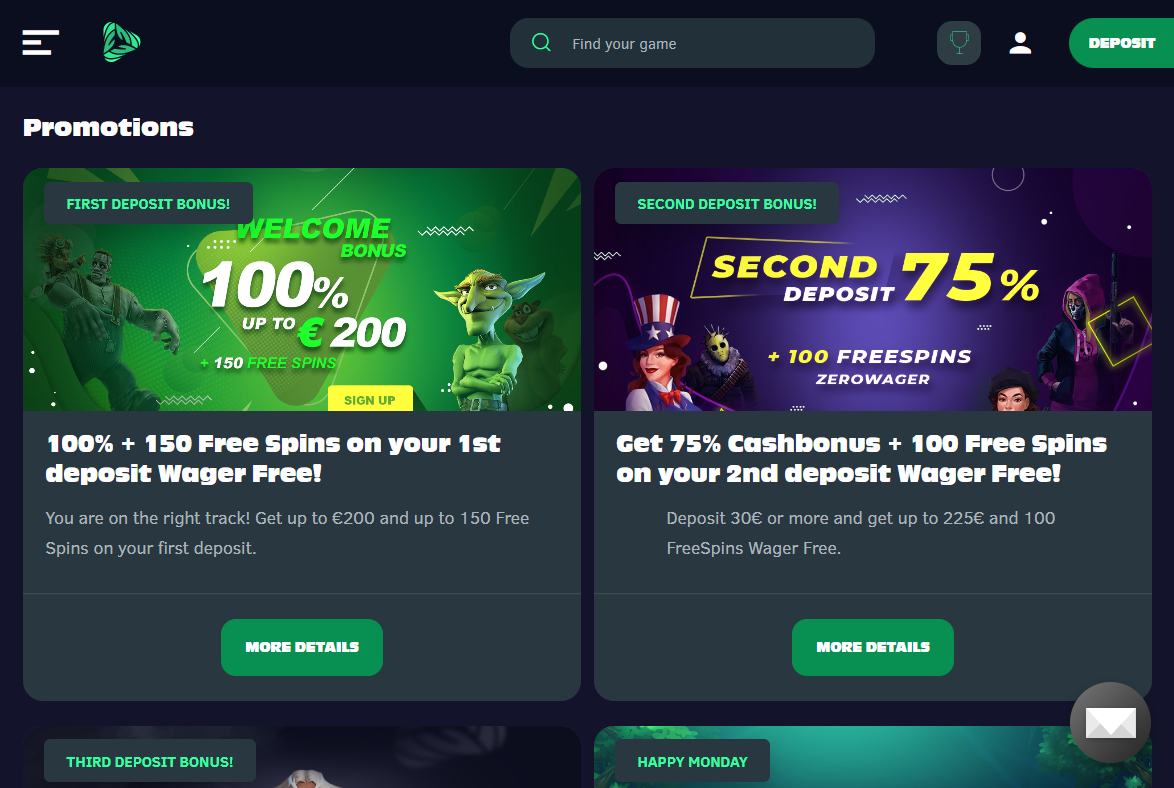 Find your game
DEPOSIT
Promotions
FIRST DEPOSIT BONUS!
WELCOME
BONUS
100%
UP TO € 200
+ 150 FREE SPINS
SIGN UP
100% + 150 Free Spins on your 1st
deposit Wager Free!
You are on the right track! Get up to €200 and up to 150 Free
Spins on your first deposit.
MORE DETAILS
SECOND DEPOSIT BONUS!
SECOND
DEPOSIT 75%
+ 100 FREESPINS
ZEROWAGER
Get 75% Cashbonus + 100 Free Spins
on your 2nd deposit Wager Free!
Deposit 30€ or more and get up to 225€ and 100
FreeSpins Wager Free.
MORE DETAILS
THIRD DEPOSIT BONUS!
HAPPY MONDAY